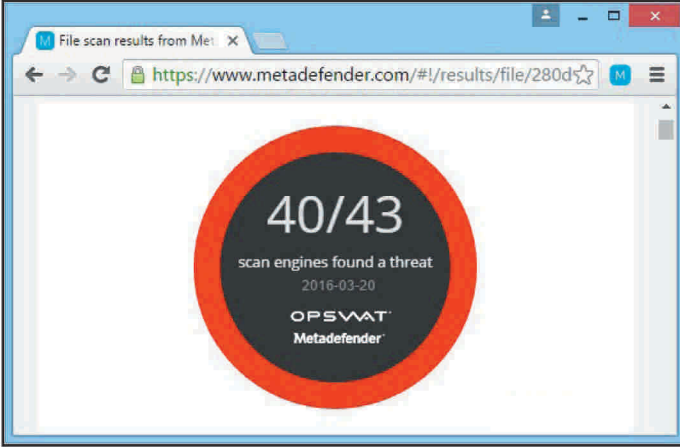 File scan results from Met
https://www.metadefender.com/#!/results/file/280d
M
40/43
scan engines found a threat
2016-03-20
OPSWAT
Metadefender